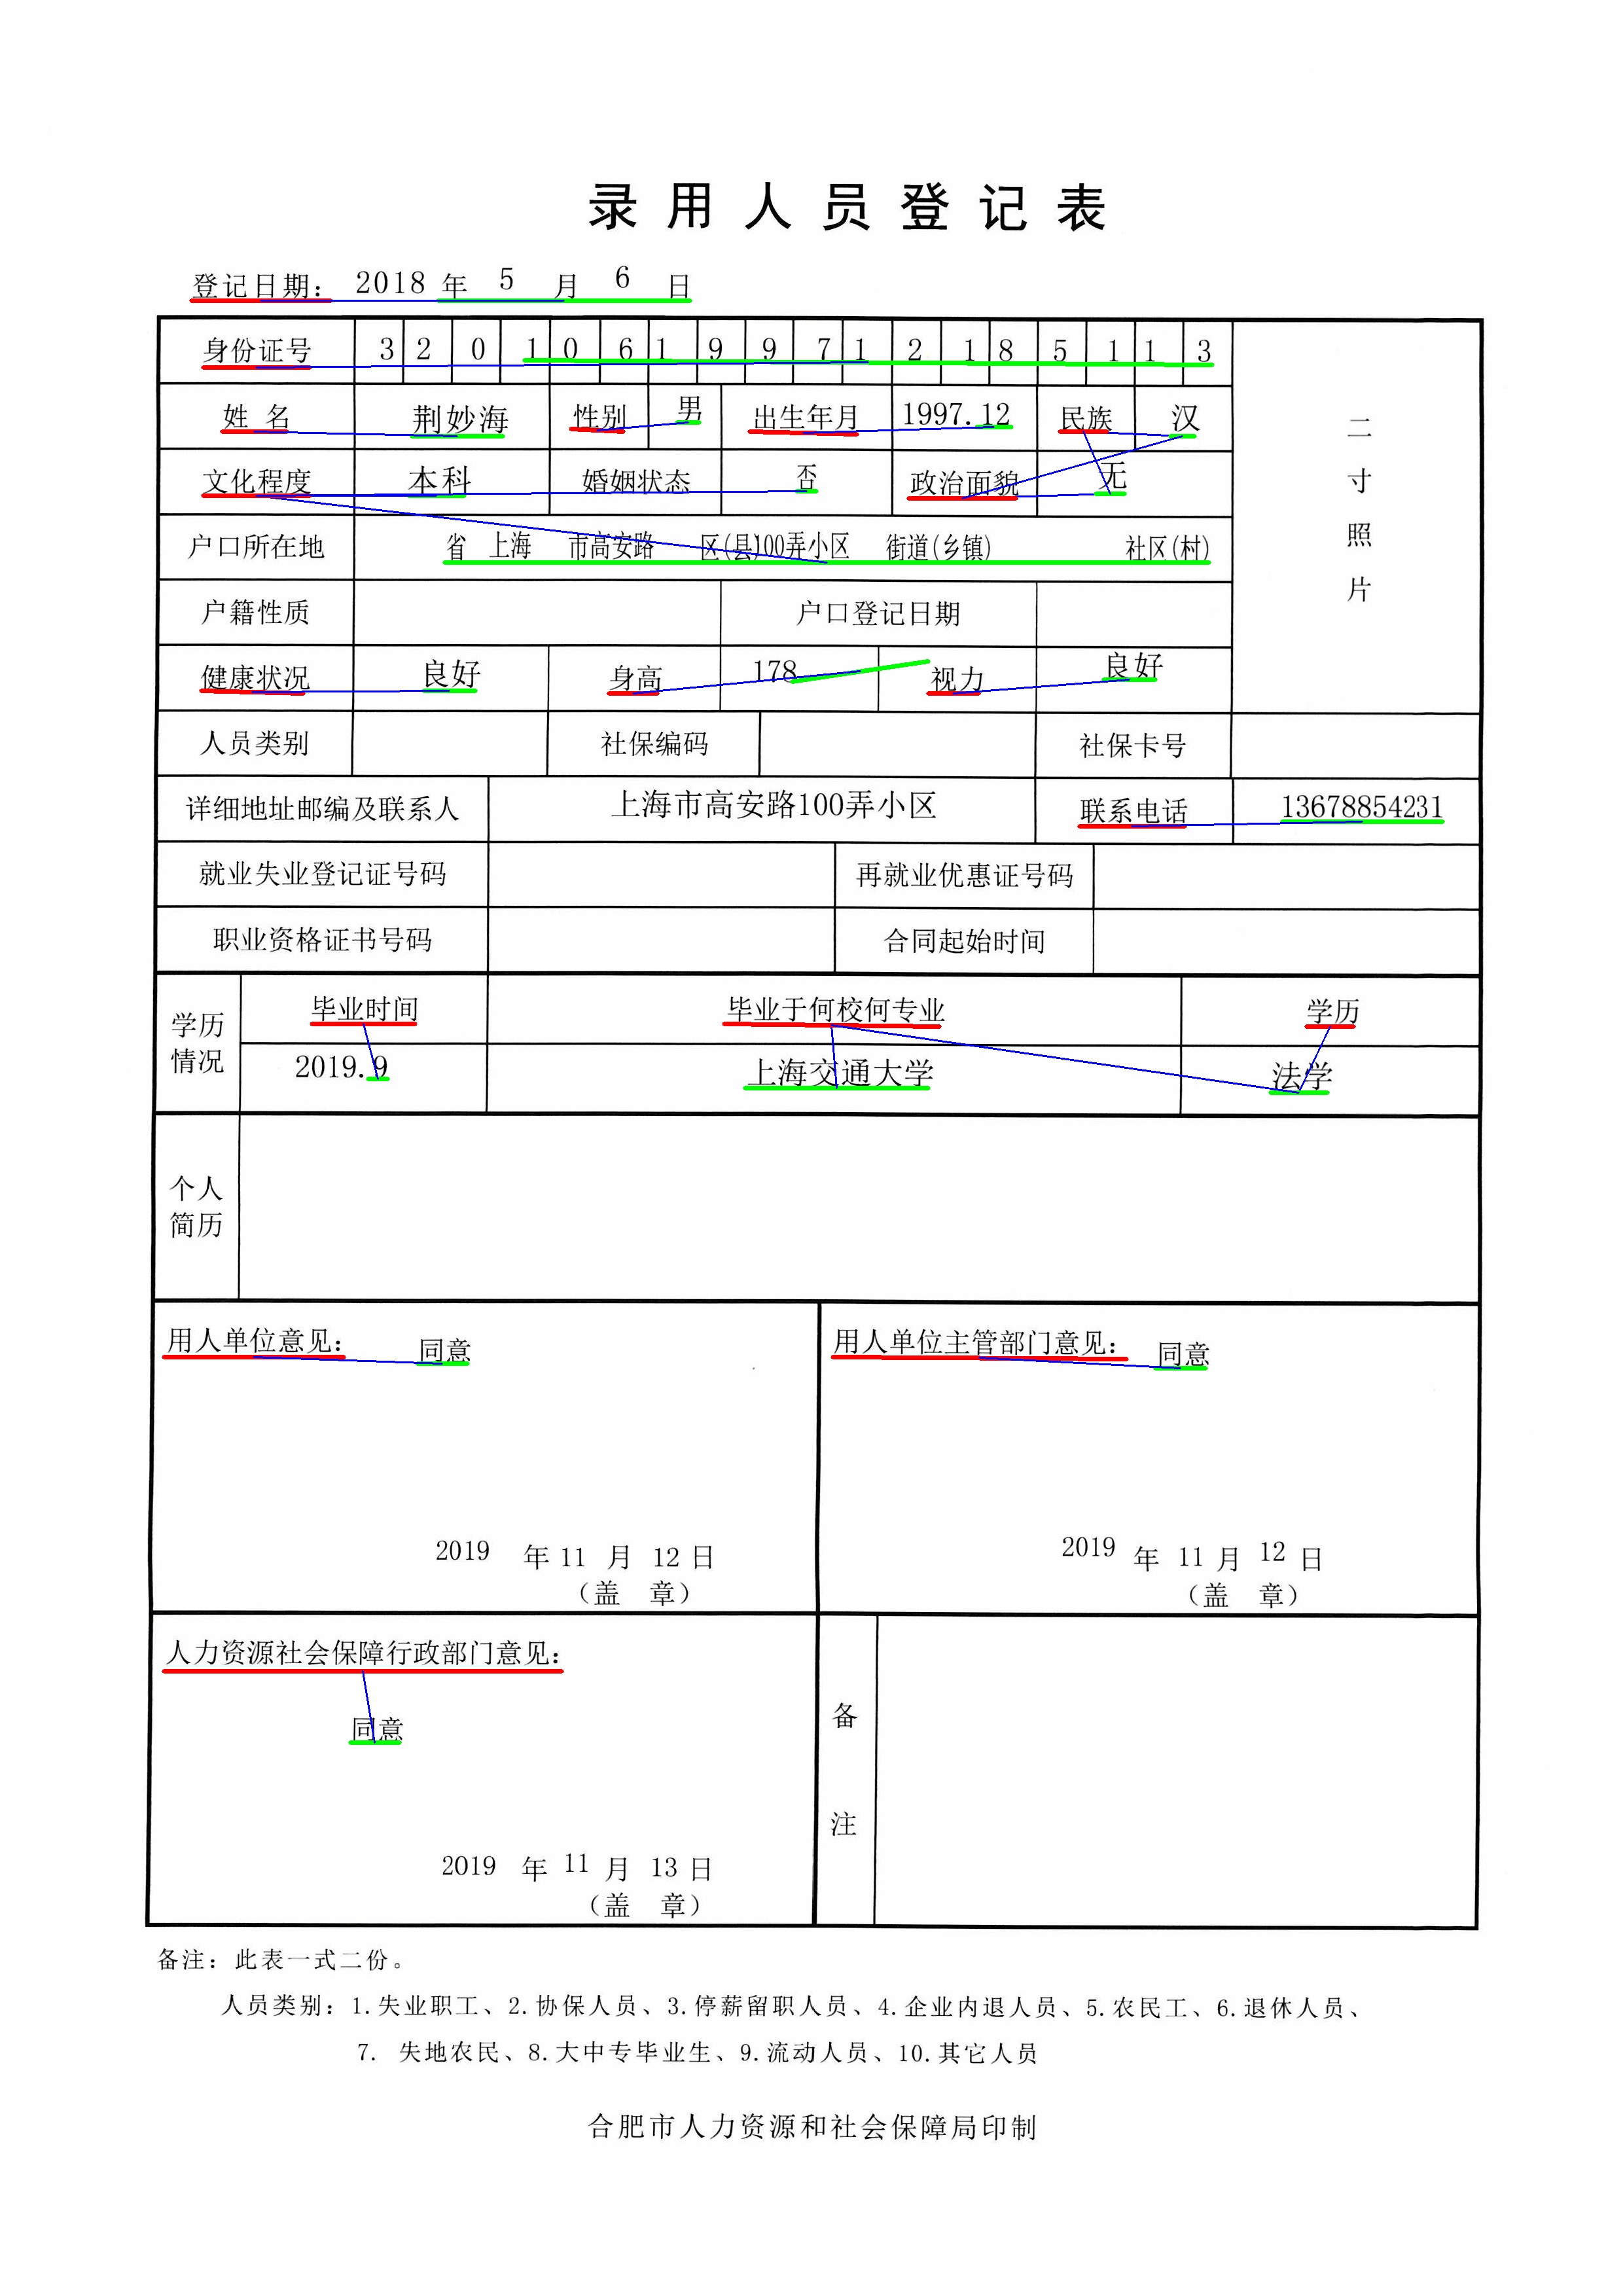 录用人员登记表
登记日期： 2018 年 5 月 6 日
身份证号 3 2 0 1 0 6 1 9 9 7 1 2 1 8 5 1 1 3
姓 名 荆妙海 性别 男 出生年月 1997.12 民族 汉
文化程度 本科 婚姻状态 否 政治面貌 无
户口所在地 省 上海 市高安路 区(县)100弄小区 街道(乡镇) 社区(村)
二寸照片
户籍性质 户口登记日期
健康状况 良好 身高 178 视力 良好
人员类别 社保编码 社保卡号
详细地址邮编及联系人 上海市高安路100弄小区 联系电话 13678854231
就业失业登记证号码 再就业优惠证号码
职业资格证书号码 合同起始时间
学历情况 毕业时间 毕业于何校何专业 学历
2019.9 上海交通大学 法学
个人简历
用人单位意见： 同意
2019 年 11 月 12 日
（盖 章）
用人单位主管部门意见： 同意
2019 年 11 月 12 日
（盖 章）
人力资源社会保障行政部门意见：
同意
2019 年 11 月 13 日
（盖 章）
备注
备注：此表一式二份。
人员类别：1.失业职工、2.协保人员、3.停薪留职人员、4.企业内退人员、5.农民工、6.退休人员、
7. 失地农民、8.大中专毕业生、9.流动人员、10.其它人员
合肥市人力资源和社会保障局印制